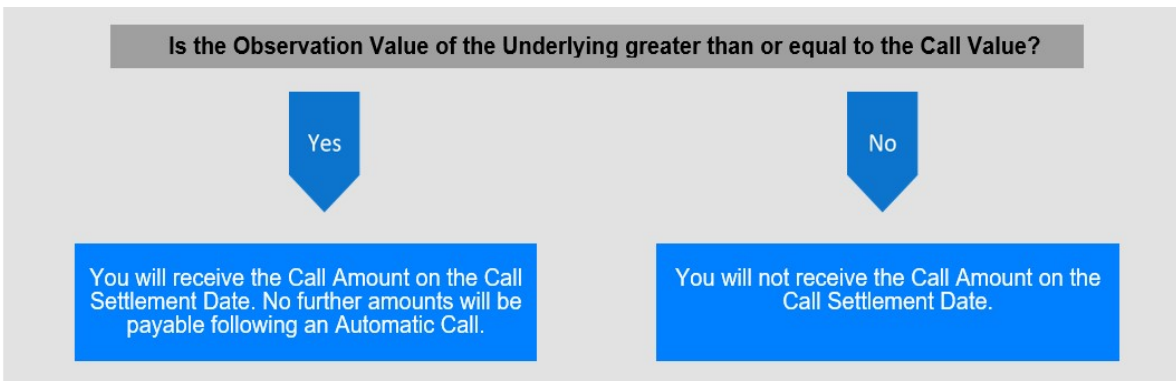 Is the Observation Value of the Underlying greater than or equal to the Call Value?
Yes
No
You will receive the Call Amount on the Call
Settlement Date. No further amounts will be
payable following an Automatic Call.
You will not receive the Call Amount on the
Call Settlement Date.